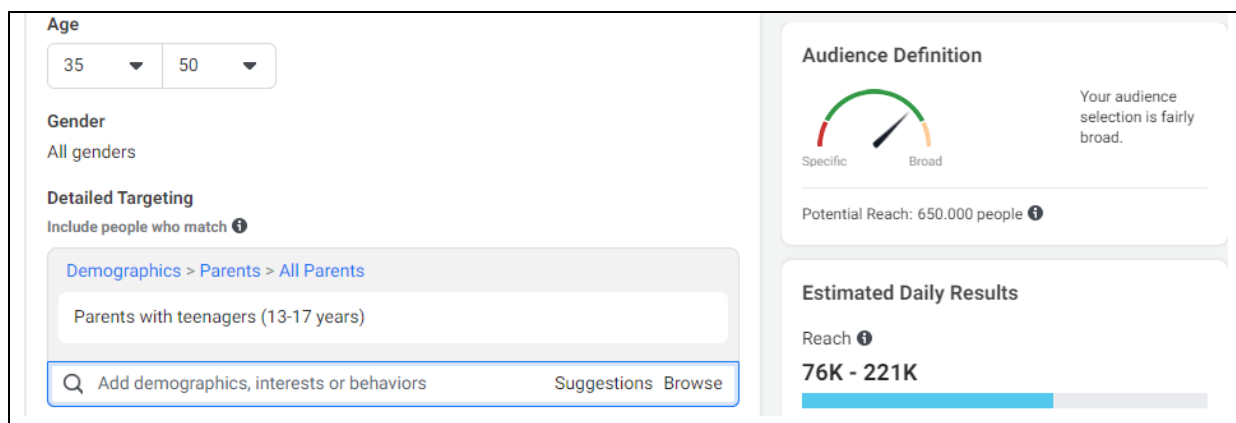 Age
35 50
Gender
All genders
Detailed Targeting
Include people who match
Demographics > Parents > All Parents
Parents with teenagers (13-17 years)
Add demographics, interests or behaviors Suggestions Browse
Audience Definition
Your audience
selection is fairly
broad.
Specific Broad
Potential Reach: 650.000 people
Estimated Daily Results
Reach
76K - 221K